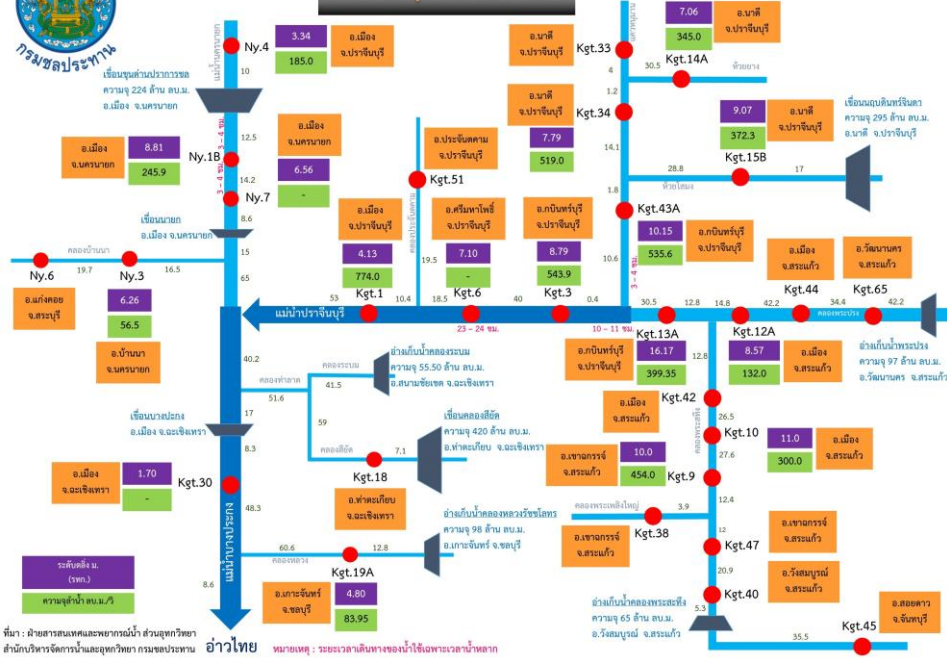 กรมชลประทาน
แม่น้ำนครนายก
Ny.4
3.34
185.0
อ.เมือง
จ.ปราจีนบุรี
10
เขื่อนขุนด่านปราการชล
ความจุ 224 ล้าน ลบ.ม.
อ.เมือง จ.นครนายก
3 – 4 ชม.
12.5
อ.เมือง
จ.นครนายก
8.81
245.9
Ny.1B
อ.เมือง
จ.นครนายก
6.56
-
3 – 4 ชม.
14.2
Ny.7
8.6
เขื่อนนายก
อ.เมือง จ.นครนายก
15
คลองบ้านนา
Ny.6
19.7
Ny.3
16.5
65
อ.แก่งคอย
จ.สระบุรี
6.26
56.5
อ.บ้านนา
จ.นครนายก
อ.ประจันตคาม
จ.ปราจีนบุรี
Kgt.51
คลองประจันตคาม
19.5
อ.เมือง
จ.ปราจีนบุรี
4.13
774.0
Kgt.1
อ.ศรีมหาโพธิ์
จ.ปราจีนบุรี
7.10
-
Kgt.6
อ.กบินทร์บุรี
จ.ปราจีนบุรี
8.79
543.9
Kgt.3
53
10.4
18.5
40
0.4
แม่น้ำปราจีนบุรี
23 – 24 ชม.
10 – 11 ชม.
อ.นาดี
จ.ปราจีนบุรี
Kgt.33
แควหนุมาน
4
1.2
7.06
345.0
อ.นาดี
จ.ปราจีนบุรี
30.5
Kgt.14A
ห้วยยาง
อ.นาดี
จ.ปราจีนบุรี
7.79
519.0
Kgt.34
14.1
9.07
372.3
อ.นาดี
จ.ปราจีนบุรี
Kgt.15B
28.8
17
ห้วยโสมง
เขื่อนนฤบดินทรจินดา
ความจุ 295 ล้าน ลบ.ม.
อ.นาดี จ.ปราจีนบุรี
1.8
Kgt.43A
10.15
535.6
อ.กบินทร์บุรี
จ.ปราจีนบุรี
10.6
3 – 4 ชม.
อ.เมือง
จ.สระแก้ว
อ.วัฒนานคร
จ.สระแก้ว
Kgt.44
Kgt.65
30.5
12.8
14.8
42.2
34.4
42.2
คลองพระปรง
Kgt.13A
Kgt.12A
อ.กบินทร์บุรี
จ.ปราจีนบุรี
16.17
399.35
8.57
132.0
อ.เมือง
จ.สระแก้ว
อ่างเก็บน้ำพระปรง
ความจุ 97 ล้าน ลบ.ม.
อ.วัฒนานคร จ.สระแก้ว
12.8
อ.เมือง
จ.สระแก้ว
Kgt.42
26.5
Kgt.10
11.0
300.0
อ.เมือง
จ.สระแก้ว
คลองพระสทึง
27.6
อ.เขาฉกรรจ์
จ.สระแก้ว
10.0
454.0
Kgt.9
12.4
คลองพระเพลิงใหญ่
3.9
Kgt.38
อ.เขาฉกรรจ์
จ.สระแก้ว
12
Kgt.47
อ.เขาฉกรรจ์
จ.สระแก้ว
20.9
Kgt.40
อ.วังสมบูรณ์
จ.สระแก้ว
5.3
อ่างเก็บน้ำคลองพระสทึง
ความจุ 65 ล้าน ลบ.ม.
อ.วังสมบูรณ์ จ.สระแก้ว
35.5
Kgt.45
อ.สอยดาว
จ.จันทบุรี
40.2
คลองท่าลาด
51.6
คลองระบม
41.5
อ่างเก็บน้ำคลองระบม
ความจุ 55.50 ล้าน ลบ.ม.
อ.สนามชัยเขต จ.ฉะเชิงเทรา
59
คลองสียัด
7.1
Kgt.18
เขื่อนคลองสียัด
ความจุ 420 ล้าน ลบ.ม.
อ.ท่าตะเกียบ จ.ฉะเชิงเทรา
อ.ท่าตะเกียบ
จ.ฉะเชิงเทรา
17
เขื่อนบางปะกง
อ.เมือง จ.ฉะเชิงเทรา
8.3
อ.เมือง
จ.ฉะเชิงเทรา
1.70
-
Kgt.30
48.3
แม่น้ำบางปะกง
อ่างเก็บน้ำคลองหลวงรัชชโลทร
ความจุ 98 ล้าน ลบ.ม.
อ.เกาะจันทร์ จ.ชลบุรี
60.6
12.8
คลองหลวง
Kgt.19A
อ.เกาะจันทร์
จ.ชลบุรี
4.80
83.95
8.6
ระดับตลิ่ง ม.
(รทก.)
ความจุลำน้ำ ลบ.ม./วิ
ที่มา : ฝ่ายสารสนเทศและพยากรณ์น้ำ ส่วนอุทกวิทยา
สำนักบริหารจัดการน้ำและอุทกวิทยา กรมชลประทาน
อ่าวไทย
หมายเหตุ : ระยะเวลาเดินทางของน้ำใช้เฉพาะเวลาน้ำหลาก